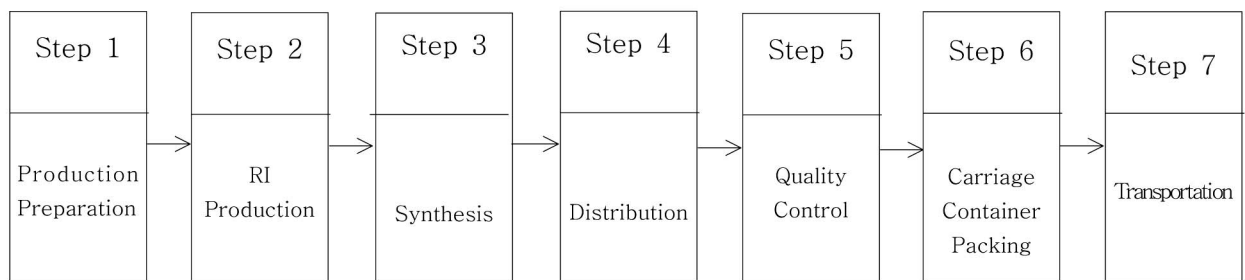 Step 1
Production
Preparation
Step 2
RI
Production
Step 3
Synthesis
Step 4
Distribution
Step 5
Quality
Control
Step 6
Carriage
Container
Packing
Step 7
Transportation